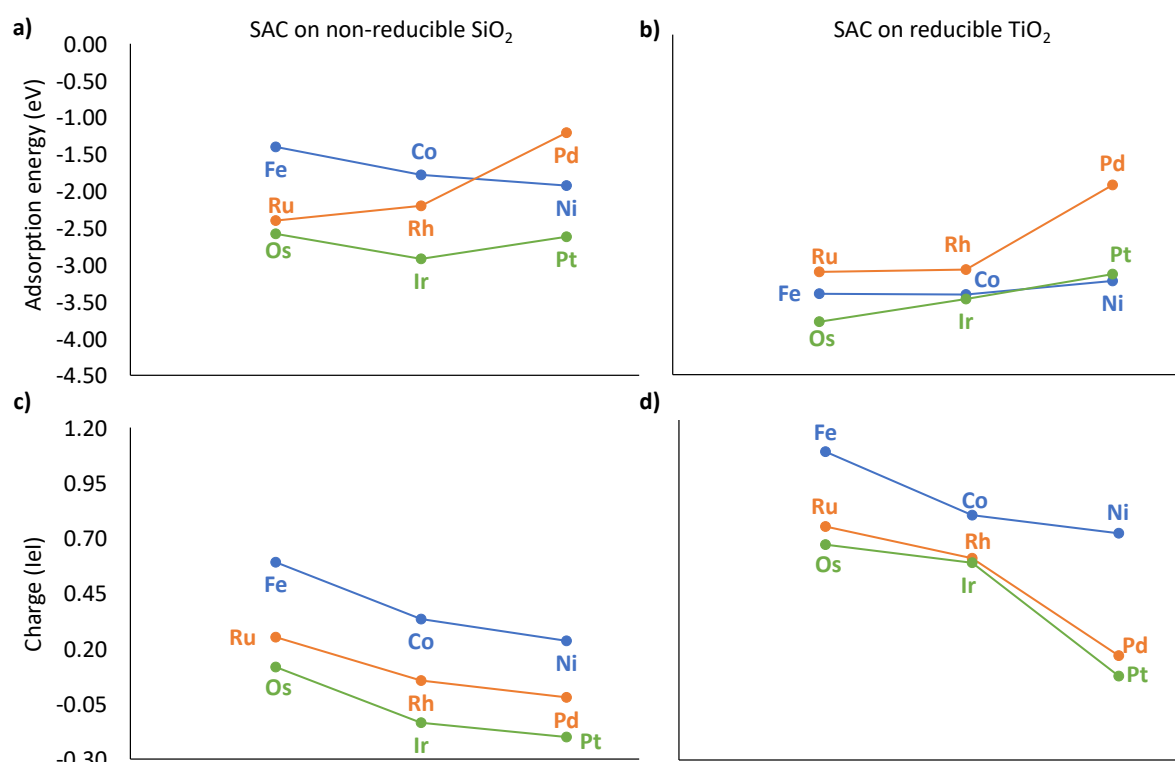 a)
SAC on non-reducible SiO₂
Adsorption energy (eV)
0.00
-0.50
-1.00
-1.50
-2.00
-2.50
-3.00
-3.50
-4.00
-4.50
Fe
Co
Ni
Ru
Rh
Pd
Os
Ir
Pt
b)
SAC on reducible TiO₂
Ru
Rh
Pd
Fe
Co
Ni
Os
Ir
Pt
c)
Charge (IeI)
1.20
0.95
0.70
0.45
0.20
-0.05
-0.30
Fe
Co
Ni
Ru
Rh
Pd
Os
Ir
Pt
d)
Fe
Co
Ni
Ru
Rh
Pd
Os
Ir
Pt